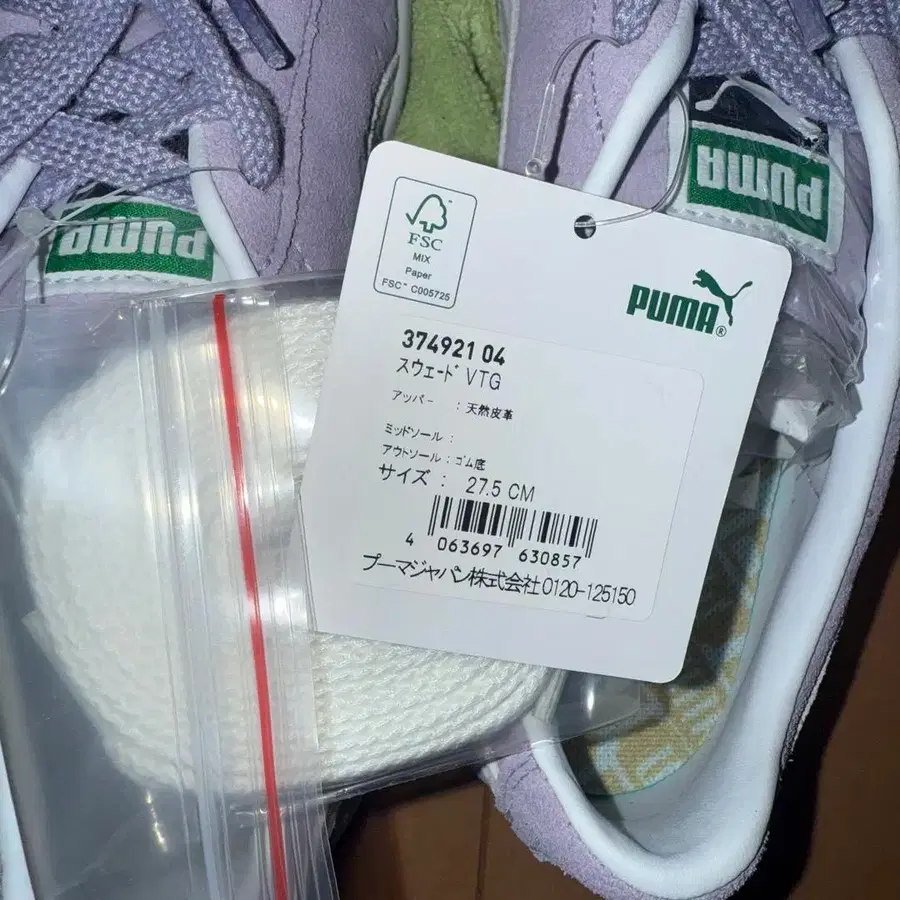 PUMA
PUMA
FSC
MIX
Paper
FSC™ C005725
PUMA®
374921 04
スウェード VTG
アッパー : 天然皮革
ミッドソール :
アウトソール : ゴム底
サイズ : 27.5 CM
4 063697 630857
プーマジャパン株式会社 0120-125150